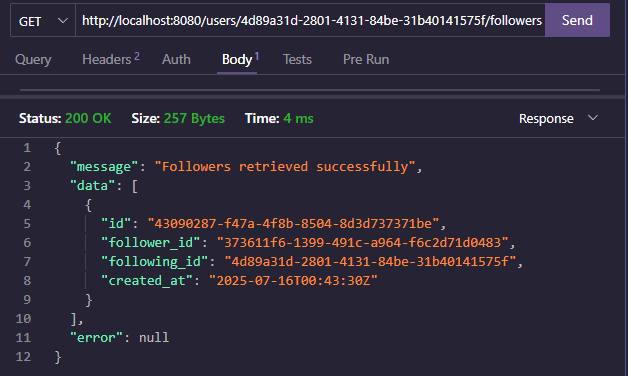 GET http://localhost:8080/users/4d89a31d-2801-4131-84be-31b40141575f/followers Send
Query Headers 2 Auth Body 1 Tests Pre Run
Status: 200 OK Size: 257 Bytes Time: 4 ms Response
1 {
2 "message": "Followers retrieved successfully",
3 "data": [
4 {
5 "id": "43090287-f47a-4f8b-8504-8d3d737371be",
6 "follower_id": "373611f6-1399-491c-a964-f6c2d71d0483",
7 "following_id": "4d89a31d-2801-4131-84be-31b40141575f",
8 "created_at": "2025-07-16T00:43:30Z"
9 }
10 ],
11 "error": null
12 }